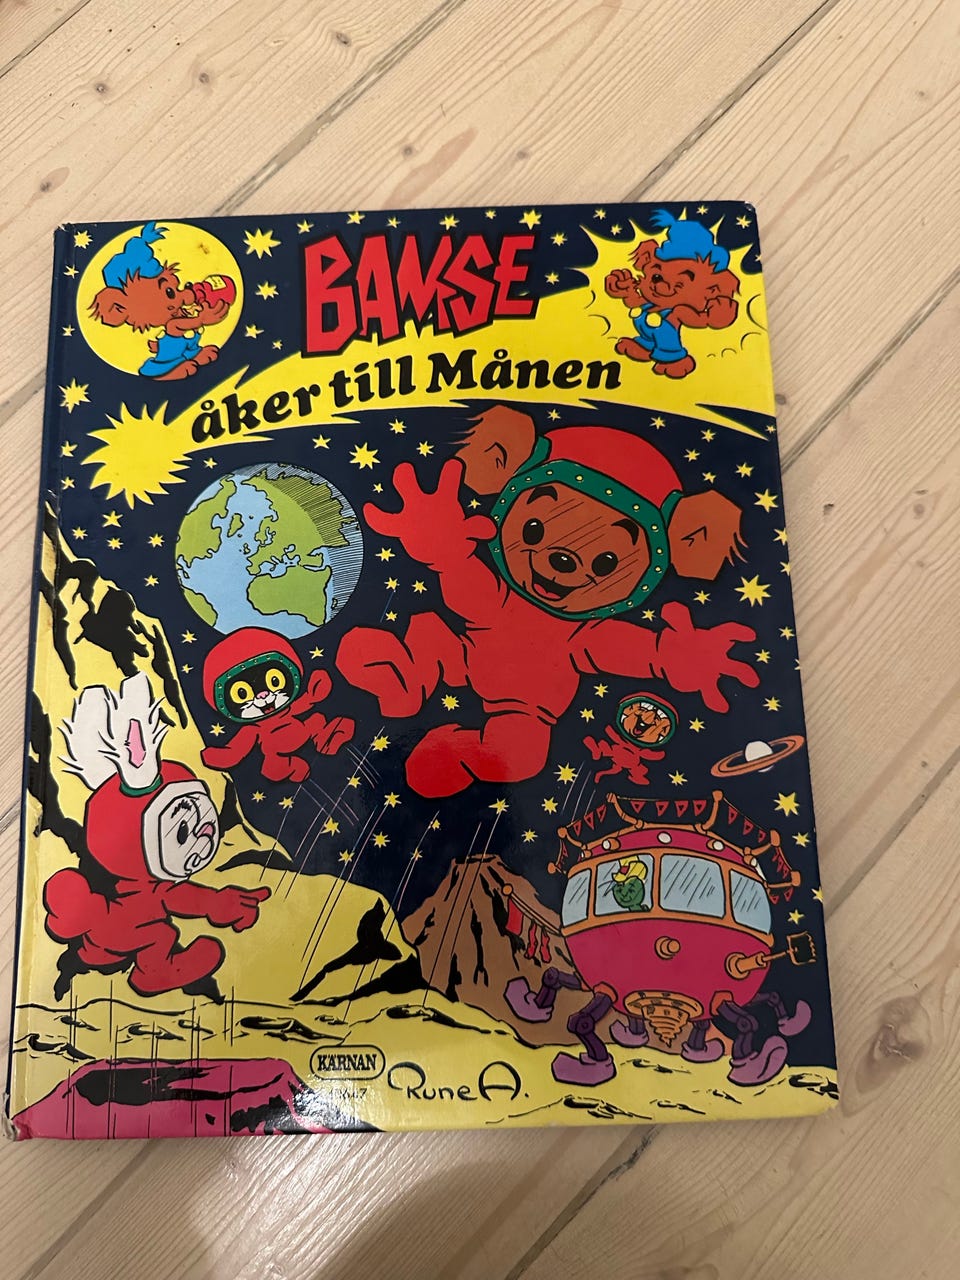 BAMSE
åker till Månen
KÄRNAN
Rune A.